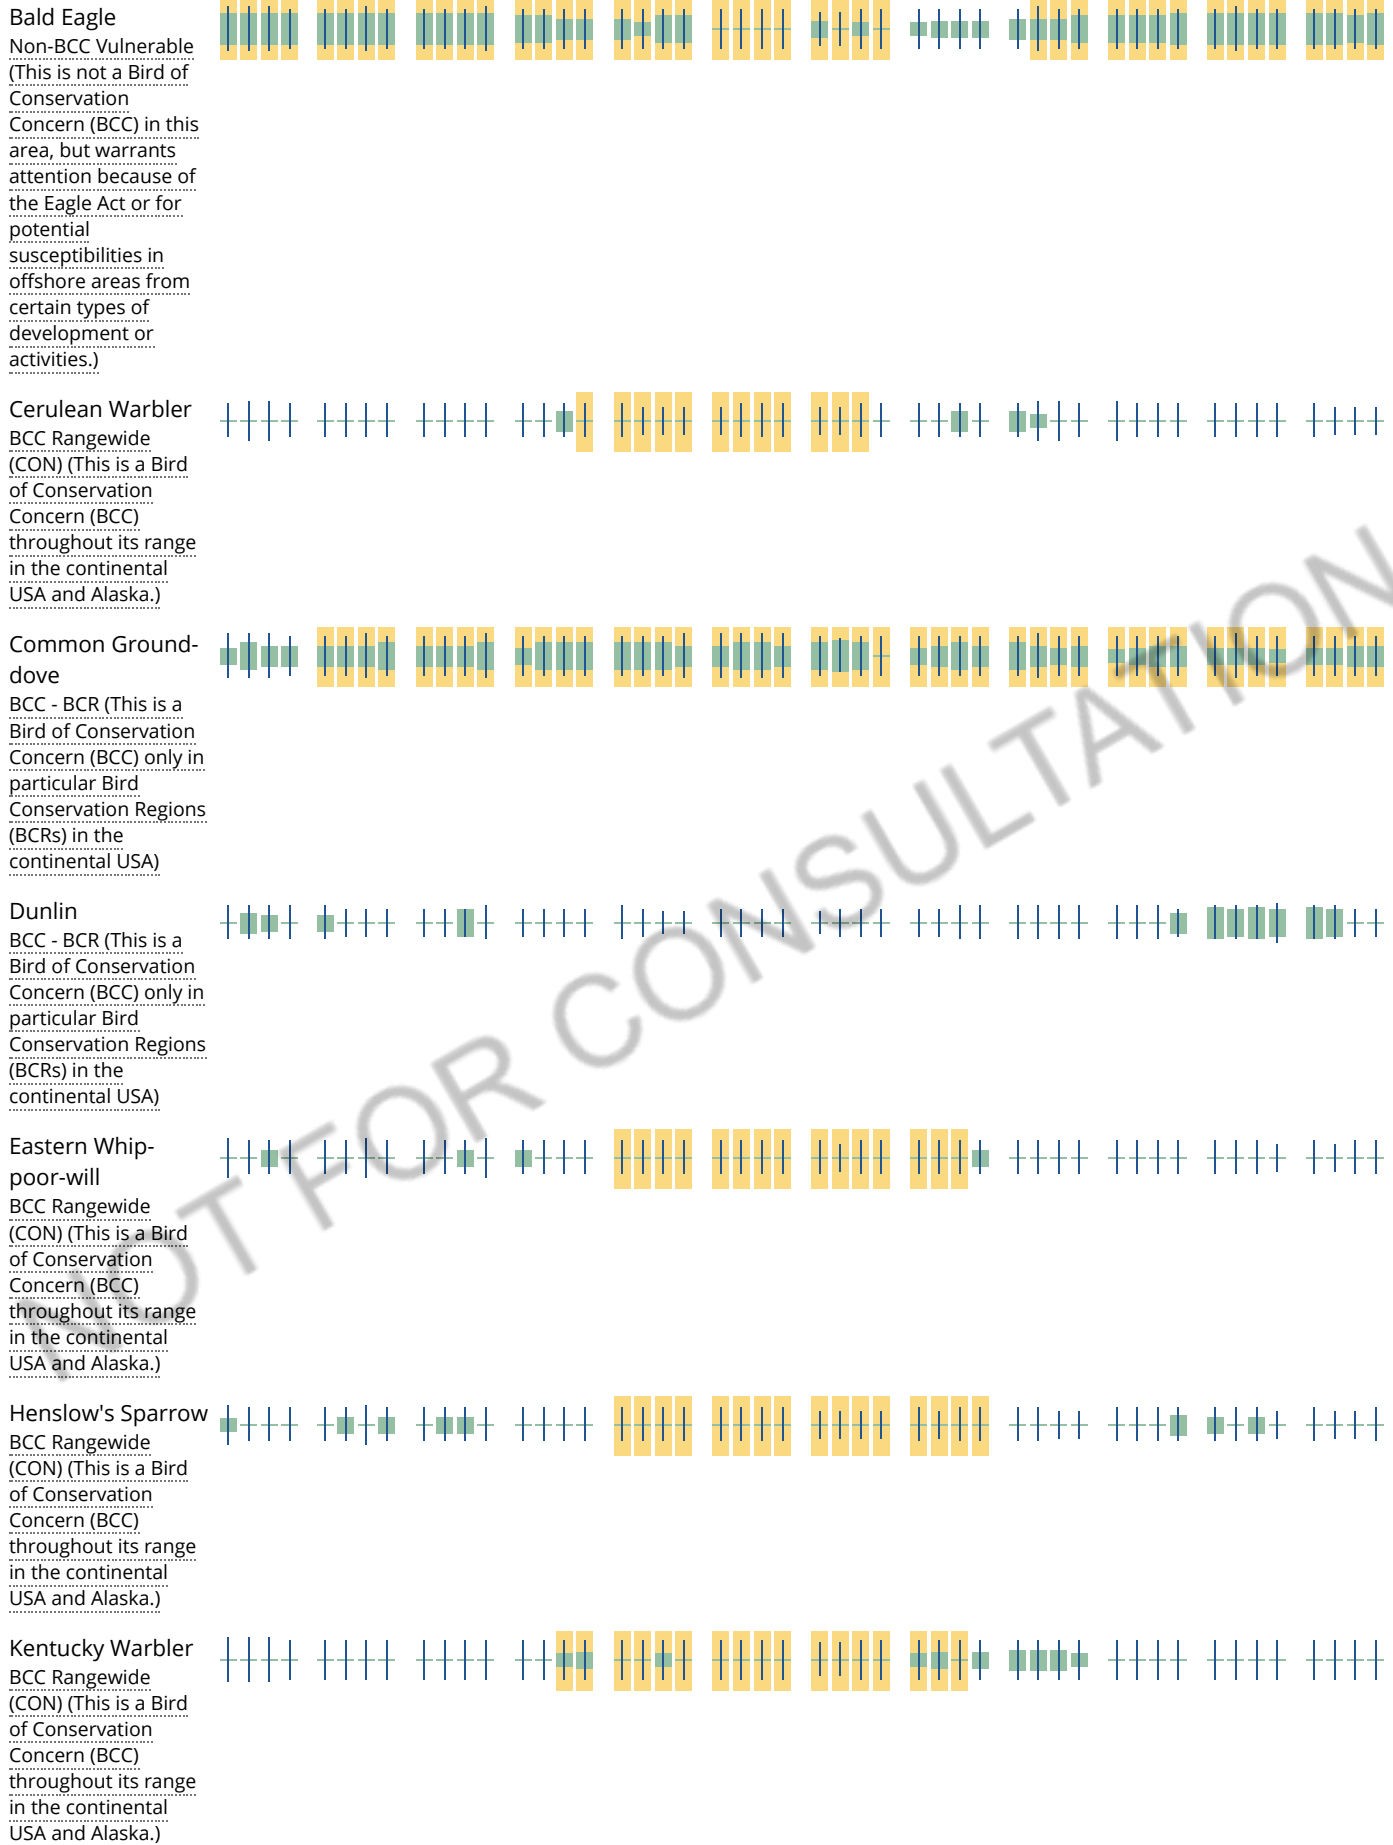 Bald Eagle
Non-BCC Vulnerable
(This is not a Bird of
Conservation
Concern (BCC) in this
area, but warrants
attention because of
the Eagle Act or for
potential
susceptibilities in
offshore areas from
certain types of
development or
activities.)
Cerulean Warbler
BCC Rangewide
(CON) (This is a Bird
of Conservation
Concern (BCC)
throughout its range
in the continental
USA and Alaska.)
Common Ground-
dove
BCC - BCR (This is a
Bird of Conservation
Concern (BCC) only in
particular Bird
Conservation Regions
(BCRs) in the
continental USA)
Dunlin
BCC - BCR (This is a
Bird of Conservation
Concern (BCC) only in
particular Bird
Conservation Regions
(BCRs) in the
continental USA)
Eastern Whip-
poor-will
BCC Rangewide
(CON) (This is a Bird
of Conservation
Concern (BCC)
throughout its range
in the continental
USA and Alaska.)
Henslow's Sparrow
BCC Rangewide
(CON) (This is a Bird
of Conservation
Concern (BCC)
throughout its range
in the continental
USA and Alaska.)
Kentucky Warbler
BCC Rangewide
(CON) (This is a Bird
of Conservation
Concern (BCC)
throughout its range
in the continental
USA and Alaska.)
NOT FOR CONSULTATION